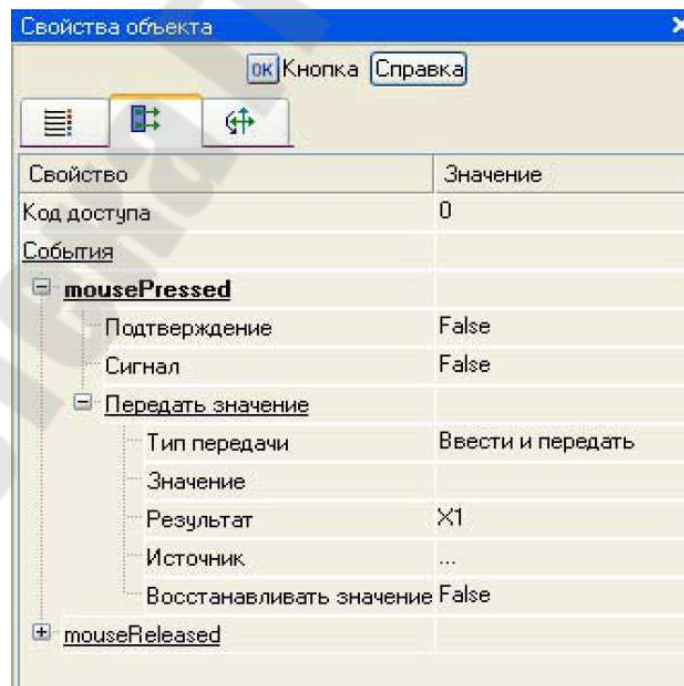 Свойства объекта
ок Кнопка Справка
Свойство Значение
Код доступа 0
События
mousePressed
Подтверждение False
Сигнал False
Передать значение
Тип передачи Ввести и передать
Значение
Результат X1
Источник ...
Восстанавливать значение False
mouseReleased